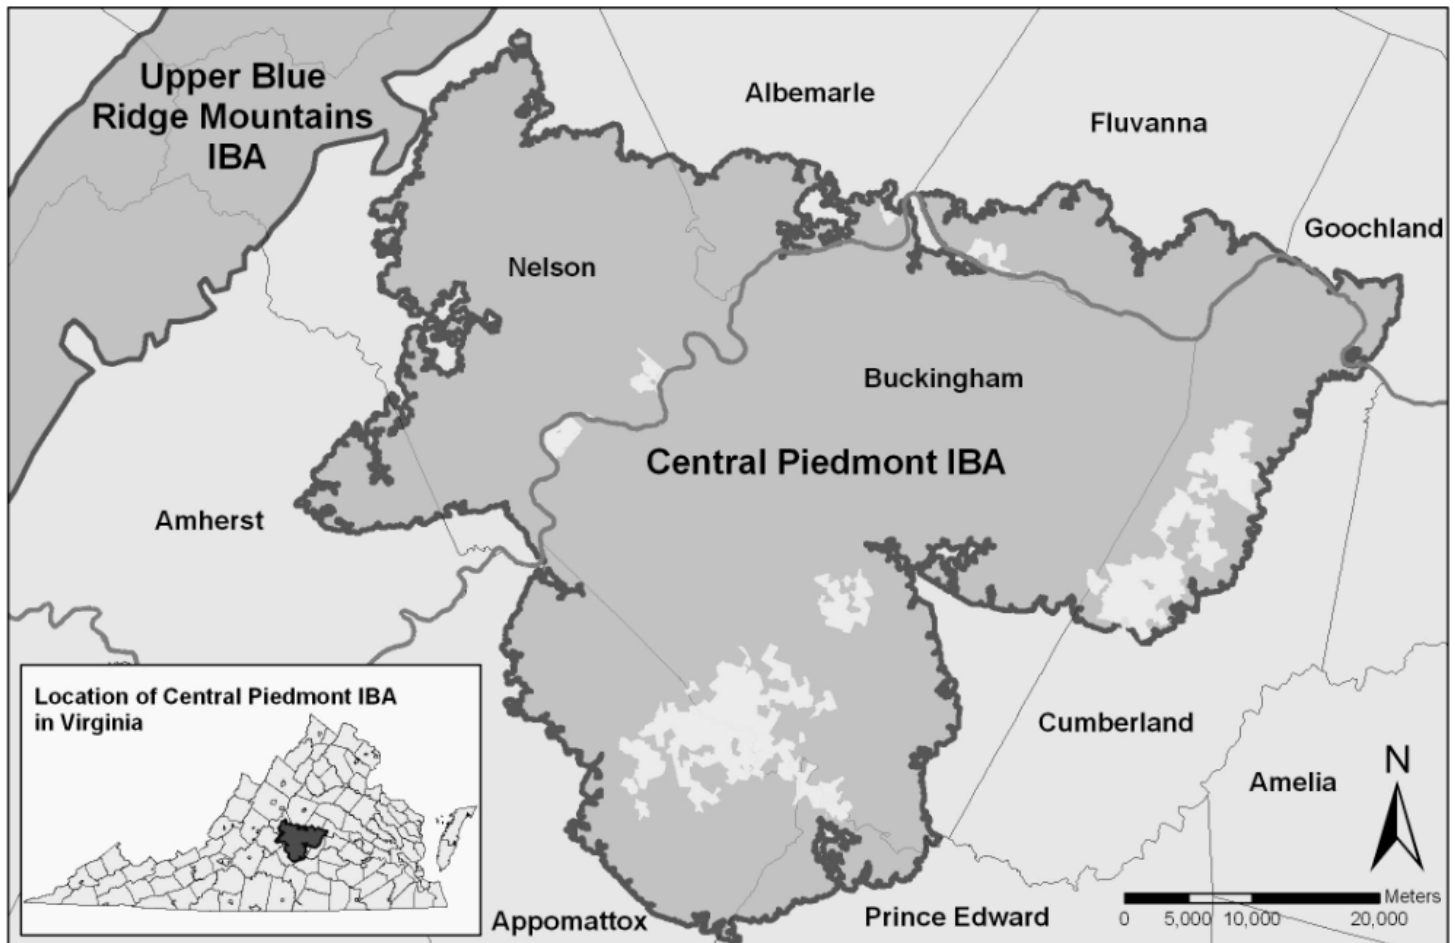 Upper Blue
Ridge Mountains
IBA
Albemarle
Fluvanna
Goochland
Nelson
Buckingham
Central Piedmont IBA
Amherst
Location of Central Piedmont IBA
in Virginia
Cumberland
Amelia
N
Appomattox
Prince Edward
Meters
0 5,000 10,000 20,000